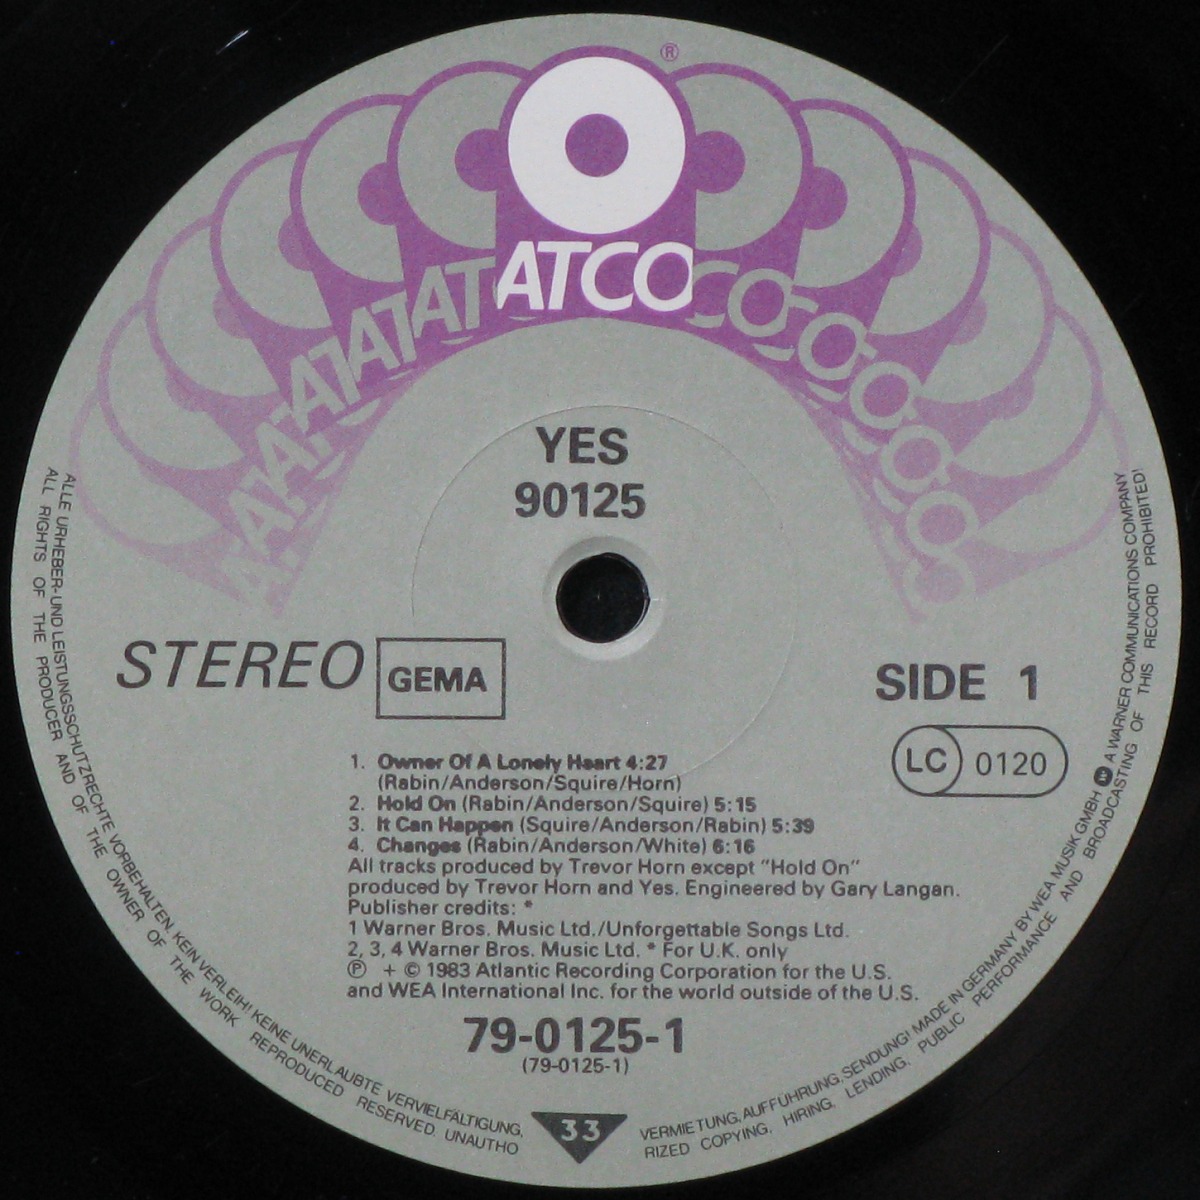 ®
ATCO
YES
90125
STEREO
GEMA
SIDE 1
LC 0120
1. Owner Of A Lonely Heart 4:27
(Rabin/Anderson/Squire/Horn)
2. Hold On (Rabin/Anderson/Squire) 5:15
3. It Can Happen (Squire/Anderson/Rabin) 5:39
4. Changes (Rabin/Anderson/White) 6:16
All tracks produced by Trevor Horn except "Hold On"
produced by Trevor Horn and Yes. Engineered by Gary Langan.
Publisher credits: *
1 Warner Bros. Music Ltd./Unforgettable Songs Ltd.
2, 3, 4 Warner Bros. Music Ltd. * For U.K. only
℗ + © 1983 Atlantic Recording Corporation for the U.S.
and WEA International Inc. for the world outside of the U.S.
79-0125-1
(79-0125-1)
33
ALLE URHEBER- UND LEISTUNGSSCHUTZRECHTE VORBEHALTEN. KEIN VERLEIH! KEINE UNERLAUBTE VERVIELFÄLTIGUNG, VERMIETUNG, AUFFÜHRUNG, SENDUNG! MADE IN GERMANY BY WEA MUSIK GMBH A WARNER COMMUNICATIONS COMPANY
ALL RIGHTS OF THE PRODUCER AND OF THE OWNER OF THE WORK REPRODUCED RESERVED. UNAUTHORIZED COPYING, HIRING, LENDING, PUBLIC PERFORMANCE AND BROADCASTING OF THIS RECORD PROHIBITED!